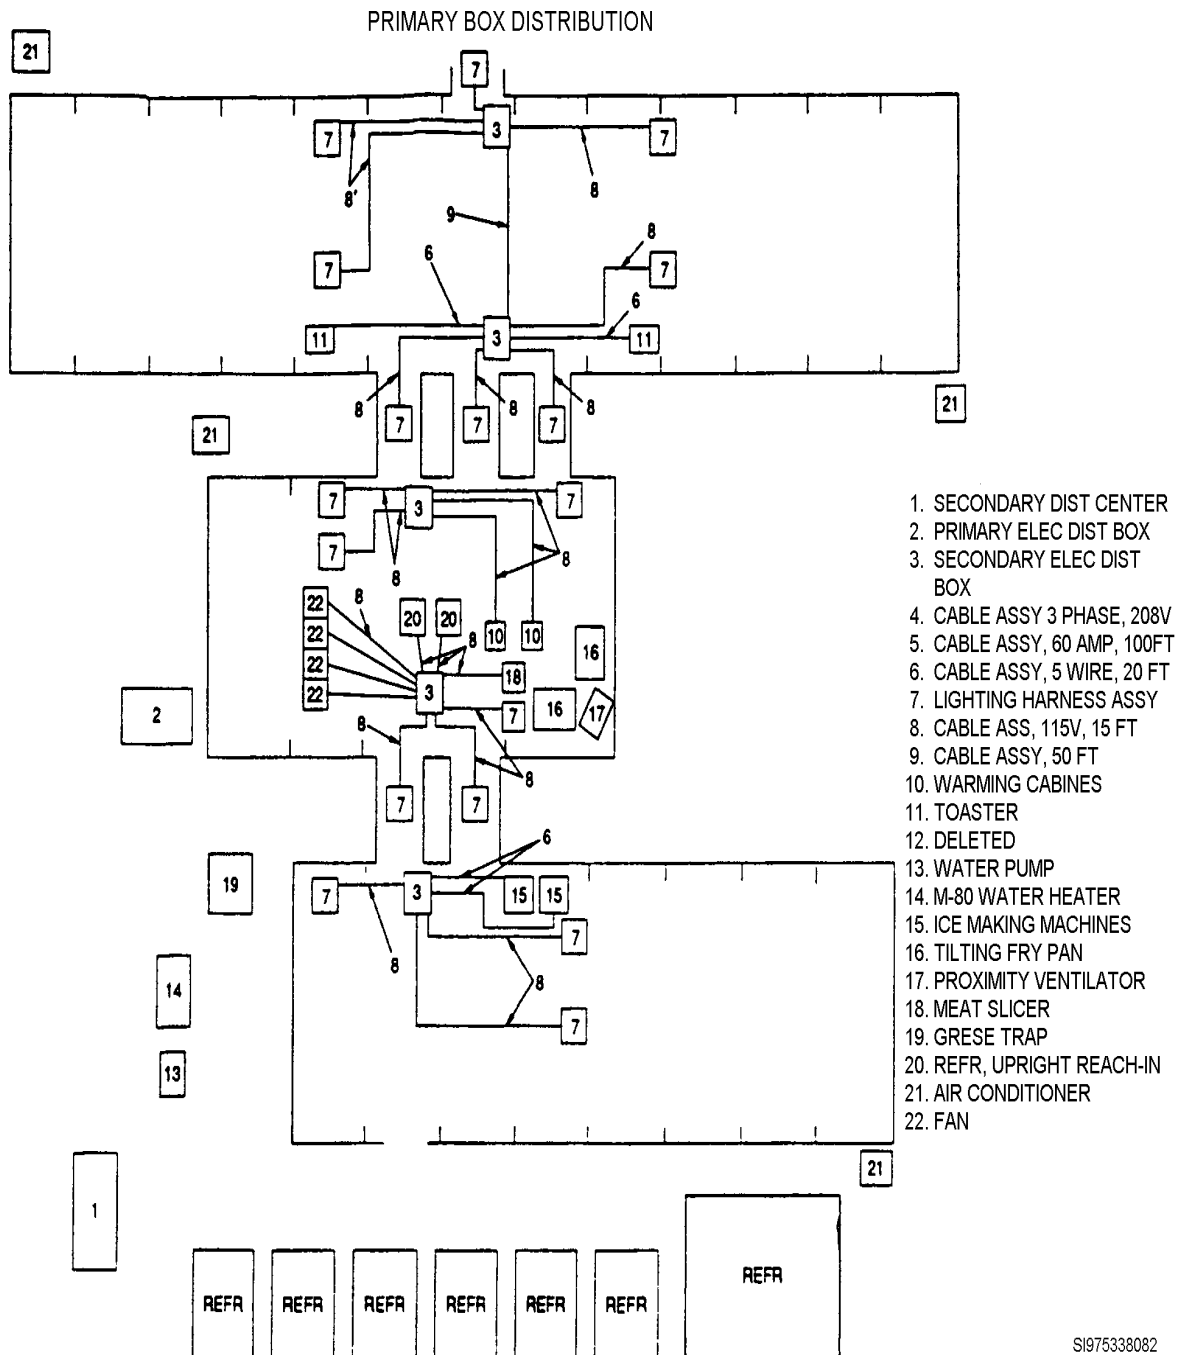 PRIMARY BOX DISTRIBUTION
21
7
7
3
7
8'
8
9
7
6
8
7
6
11
3
11
8
8
8
21
21
7
7
7
7
3
7
7
8
8
22
8
20
20
10
10
22
8
16
22
18
22
3
2
7
16
17
8
8
7
7
6
19
7
3
15
15
7
8
8
14
7
13
21
1
REFR
REFR
REFR
REFR
REFR
REFR
REFR
1. SECONDARY DIST CENTER
2. PRIMARY ELEC DIST BOX
3. SECONDARY ELEC DIST
BOX
4. CABLE ASSY 3 PHASE, 208V
5. CABLE ASSY, 60 AMP, 100FT
6. CABLE ASSY, 5 WIRE, 20 FT
7. LIGHTING HARNESS ASSY
8. CABLE ASS, 115V, 15 FT
9. CABLE ASSY, 50 FT
10. WARMING CABINES
11. TOASTER
12. DELETED
13. WATER PUMP
14. M-80 WATER HEATER
15. ICE MAKING MACHINES
16. TILTING FRY PAN
17. PROXIMITY VENTILATOR
18. MEAT SLICER
19. GRESE TRAP
20. REFR, UPRIGHT REACH-IN
21. AIR CONDITIONER
22. FAN
SI975338082